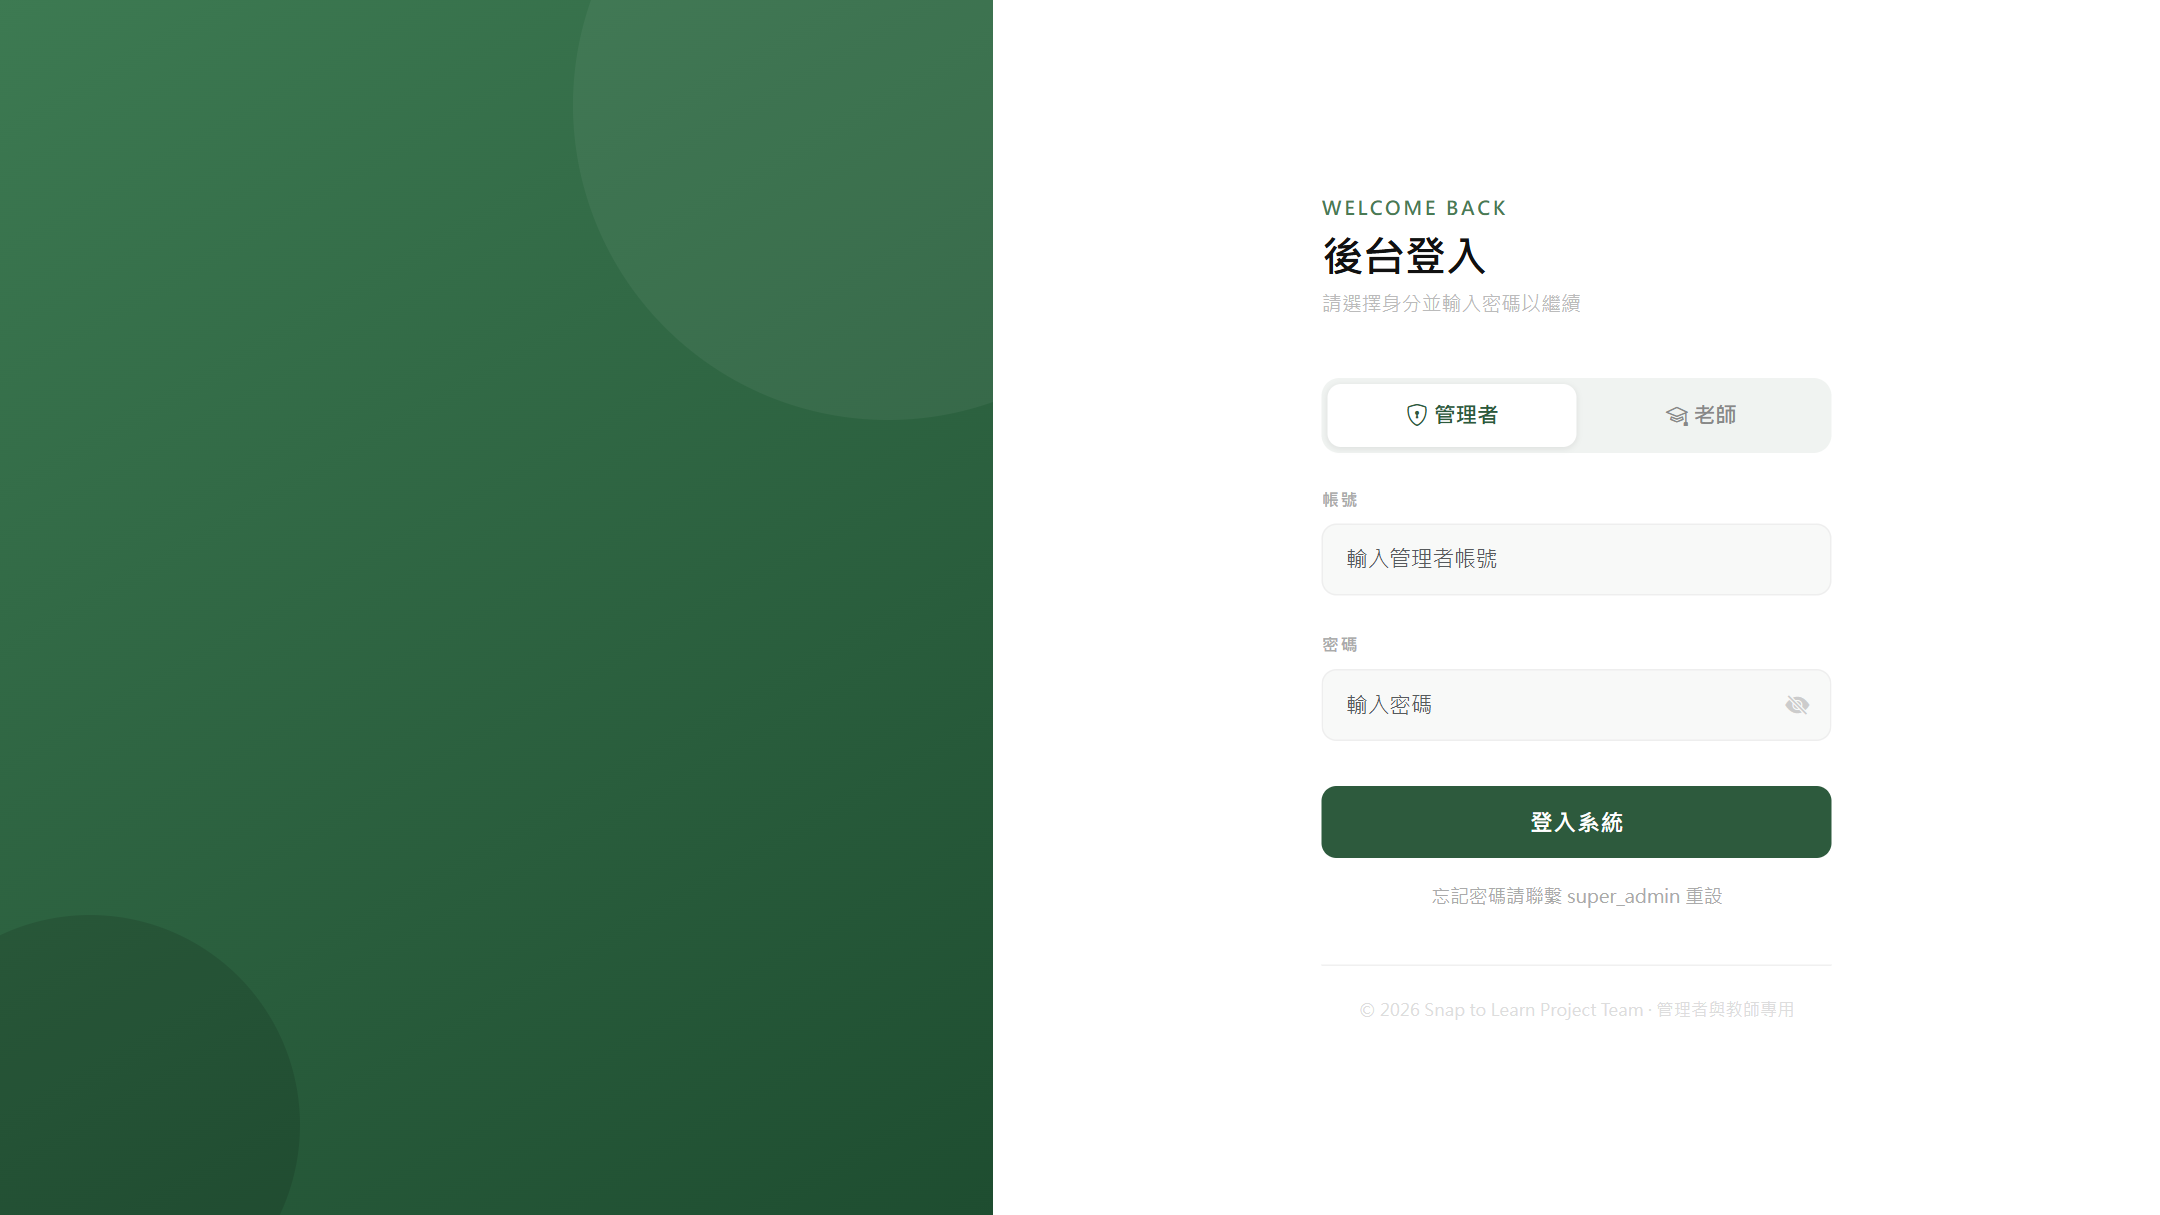 WELCOME BACK
後台登入
請選擇身分並輸入密碼以繼續
管理者
老師
帳號
輸入管理者帳號
密碼
輸入密碼
登入系統
忘記密碼請聯繫 super_admin 重設
© 2026 Snap to Learn Project Team · 管理者與教師專用